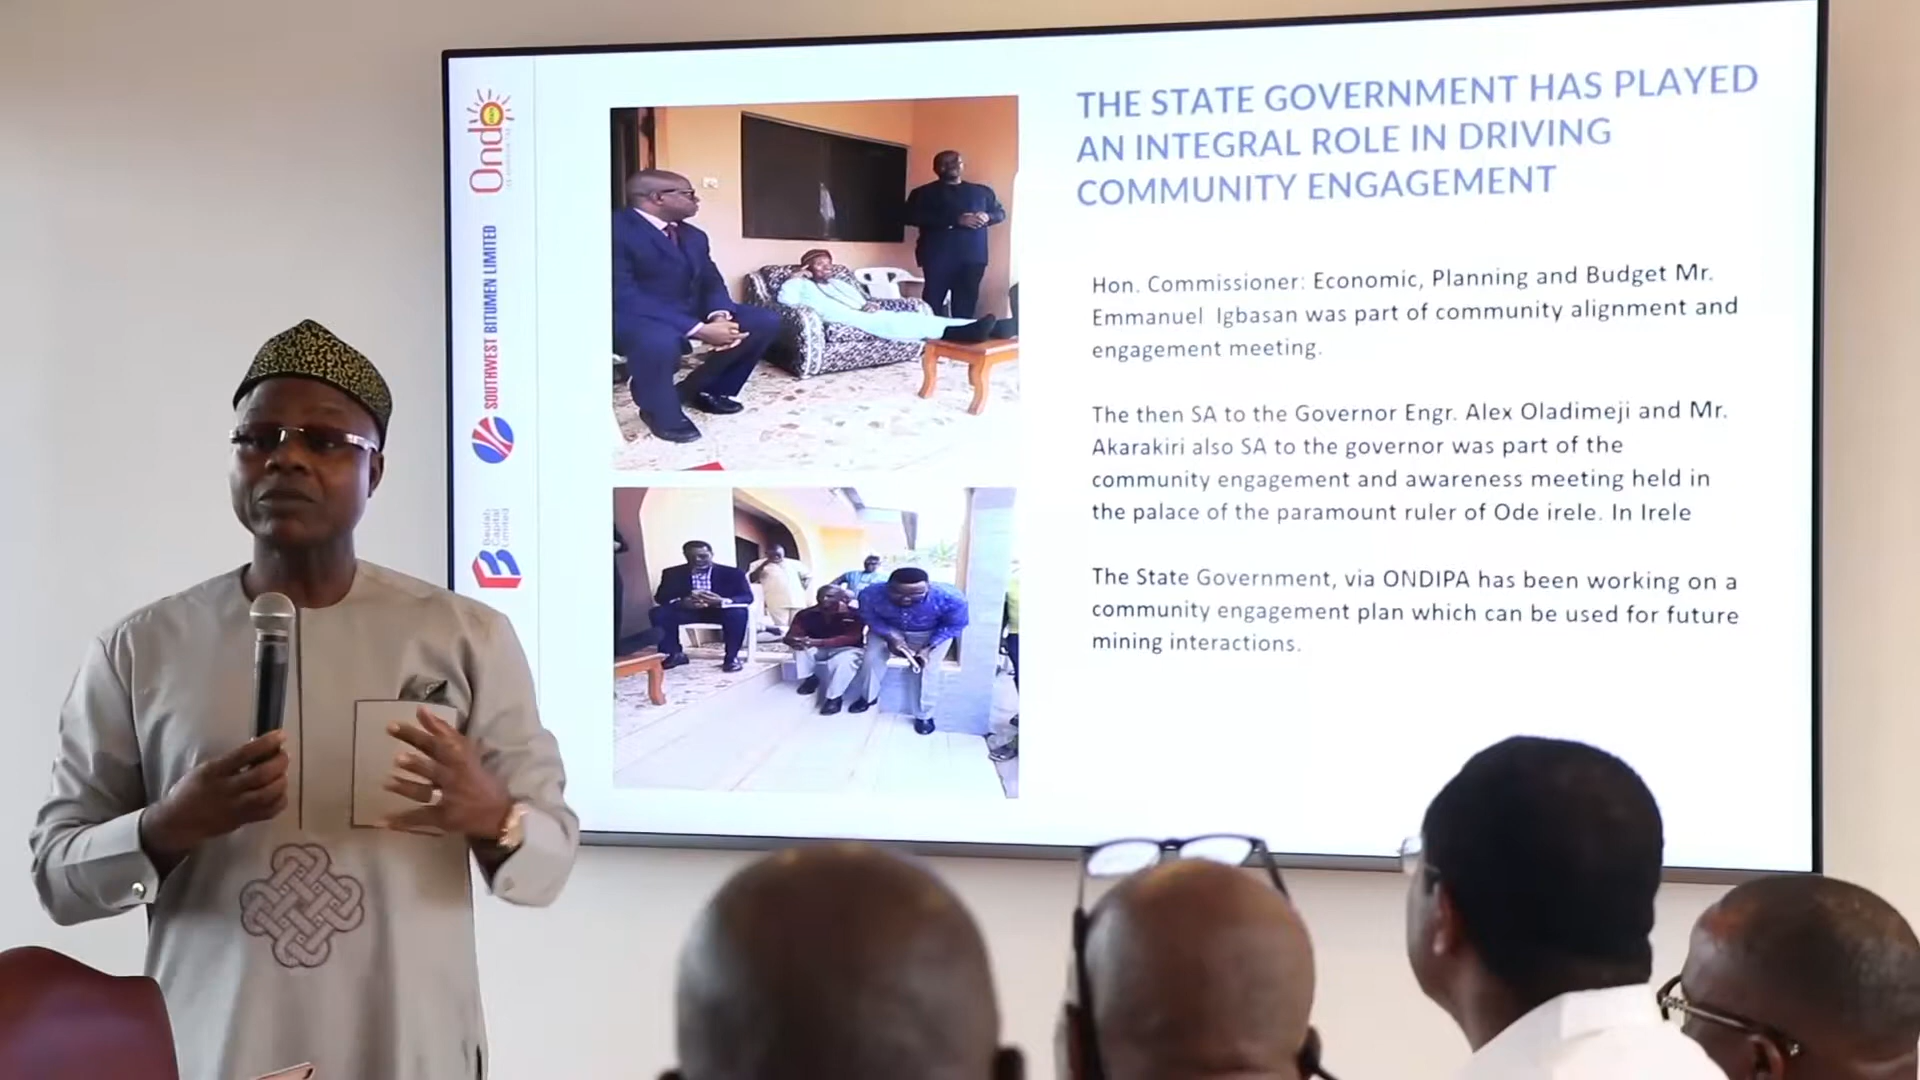 Ondo
SOUTHWEST BITUMEN LIMITED
Beulah
Capital
Limited
THE STATE GOVERNMENT HAS PLAYED
AN INTEGRAL ROLE IN DRIVING
COMMUNITY ENGAGEMENT
Hon. Commissioner: Economic, Planning and Budget Mr.
Emmanuel Igbasan was part of community alignment and
engagement meeting.
The then SA to the Governor Engr. Alex Oladimeji and Mr.
Akarakiri also SA to the governor was part of the
community engagement and awareness meeting held in
the palace of the paramount ruler of Ode irele. In Irele
The State Government, via ONDIPA has been working on a
community engagement plan which can be used for future
mining interactions.